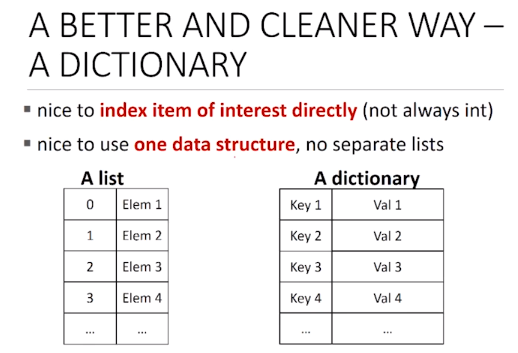 A BETTER AND CLEANER WAY –
A DICTIONARY
▪ nice to index item of interest directly (not always int)
▪ nice to use one data structure, no separate lists
A list
0 Elem 1
1 Elem 2
2 Elem 3
3 Elem 4
... ...
A dictionary
Key 1 Val 1
Key 2 Val 2
Key 3 Val 3
Key 4 Val 4
... ...